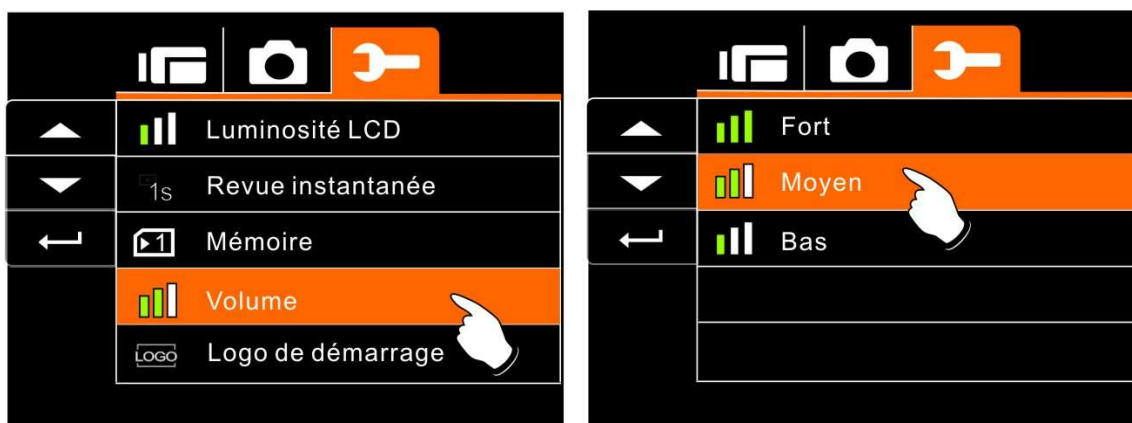 Luminosité LCD
1s Revue instantanée
1 Mémoire
Volume
LOGO Logo de démarrage
Fort
Moyen
Bas